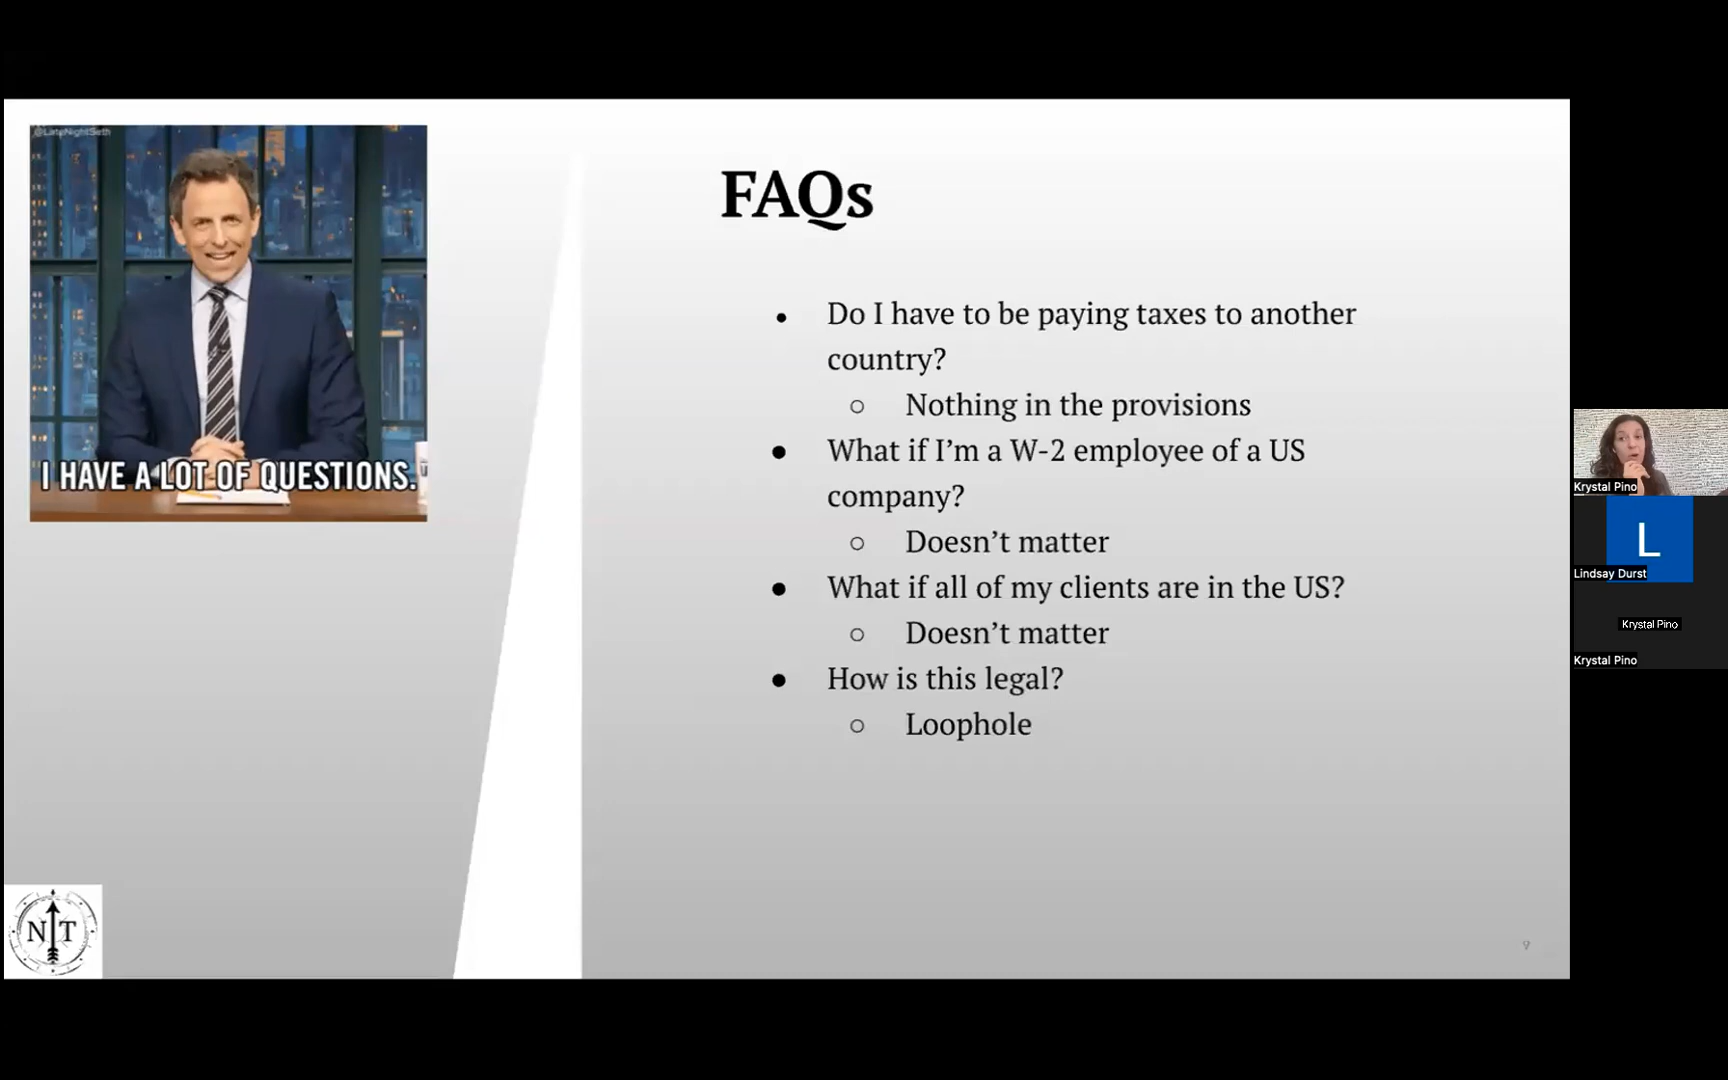 @LateNightSeth
I HAVE A LOT OF QUESTIONS.
FAQs
• Do I have to be paying taxes to another
country?
○ Nothing in the provisions
• What if I’m a W-2 employee of a US
company?
○ Doesn’t matter
• What if all of my clients are in the US?
○ Doesn’t matter
• How is this legal?
○ Loophole
N T
9
Krystal Pino
L
Lindsay Durst
Krystal Pino
Krystal Pino